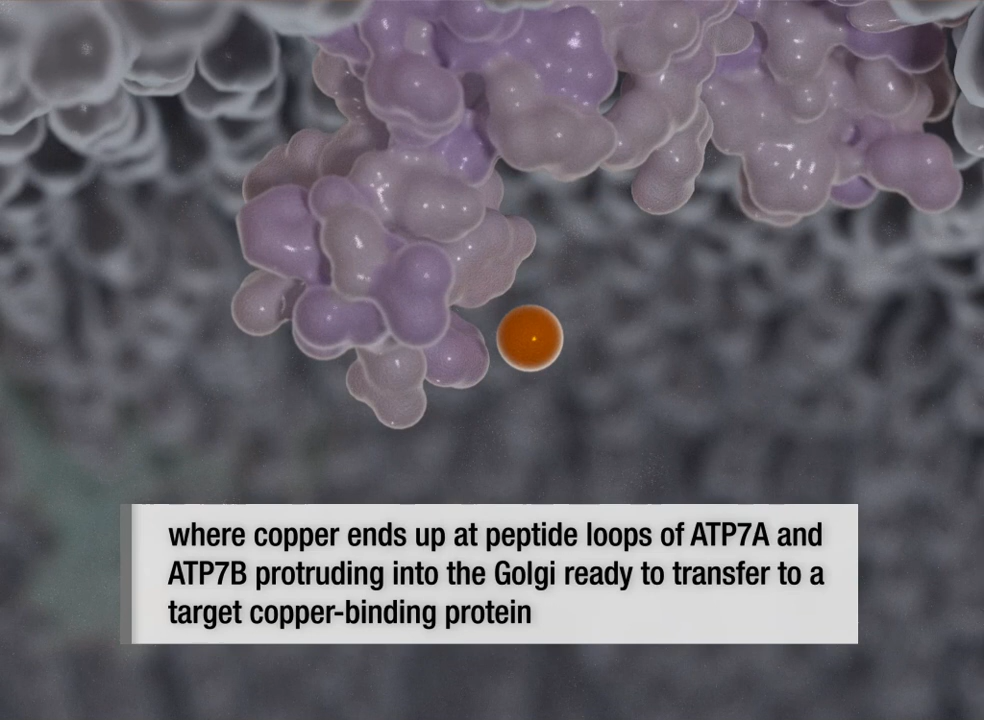 where copper ends up at peptide loops of ATP7A and
ATP7B protruding into the Golgi ready to transfer to a
target copper-binding protein